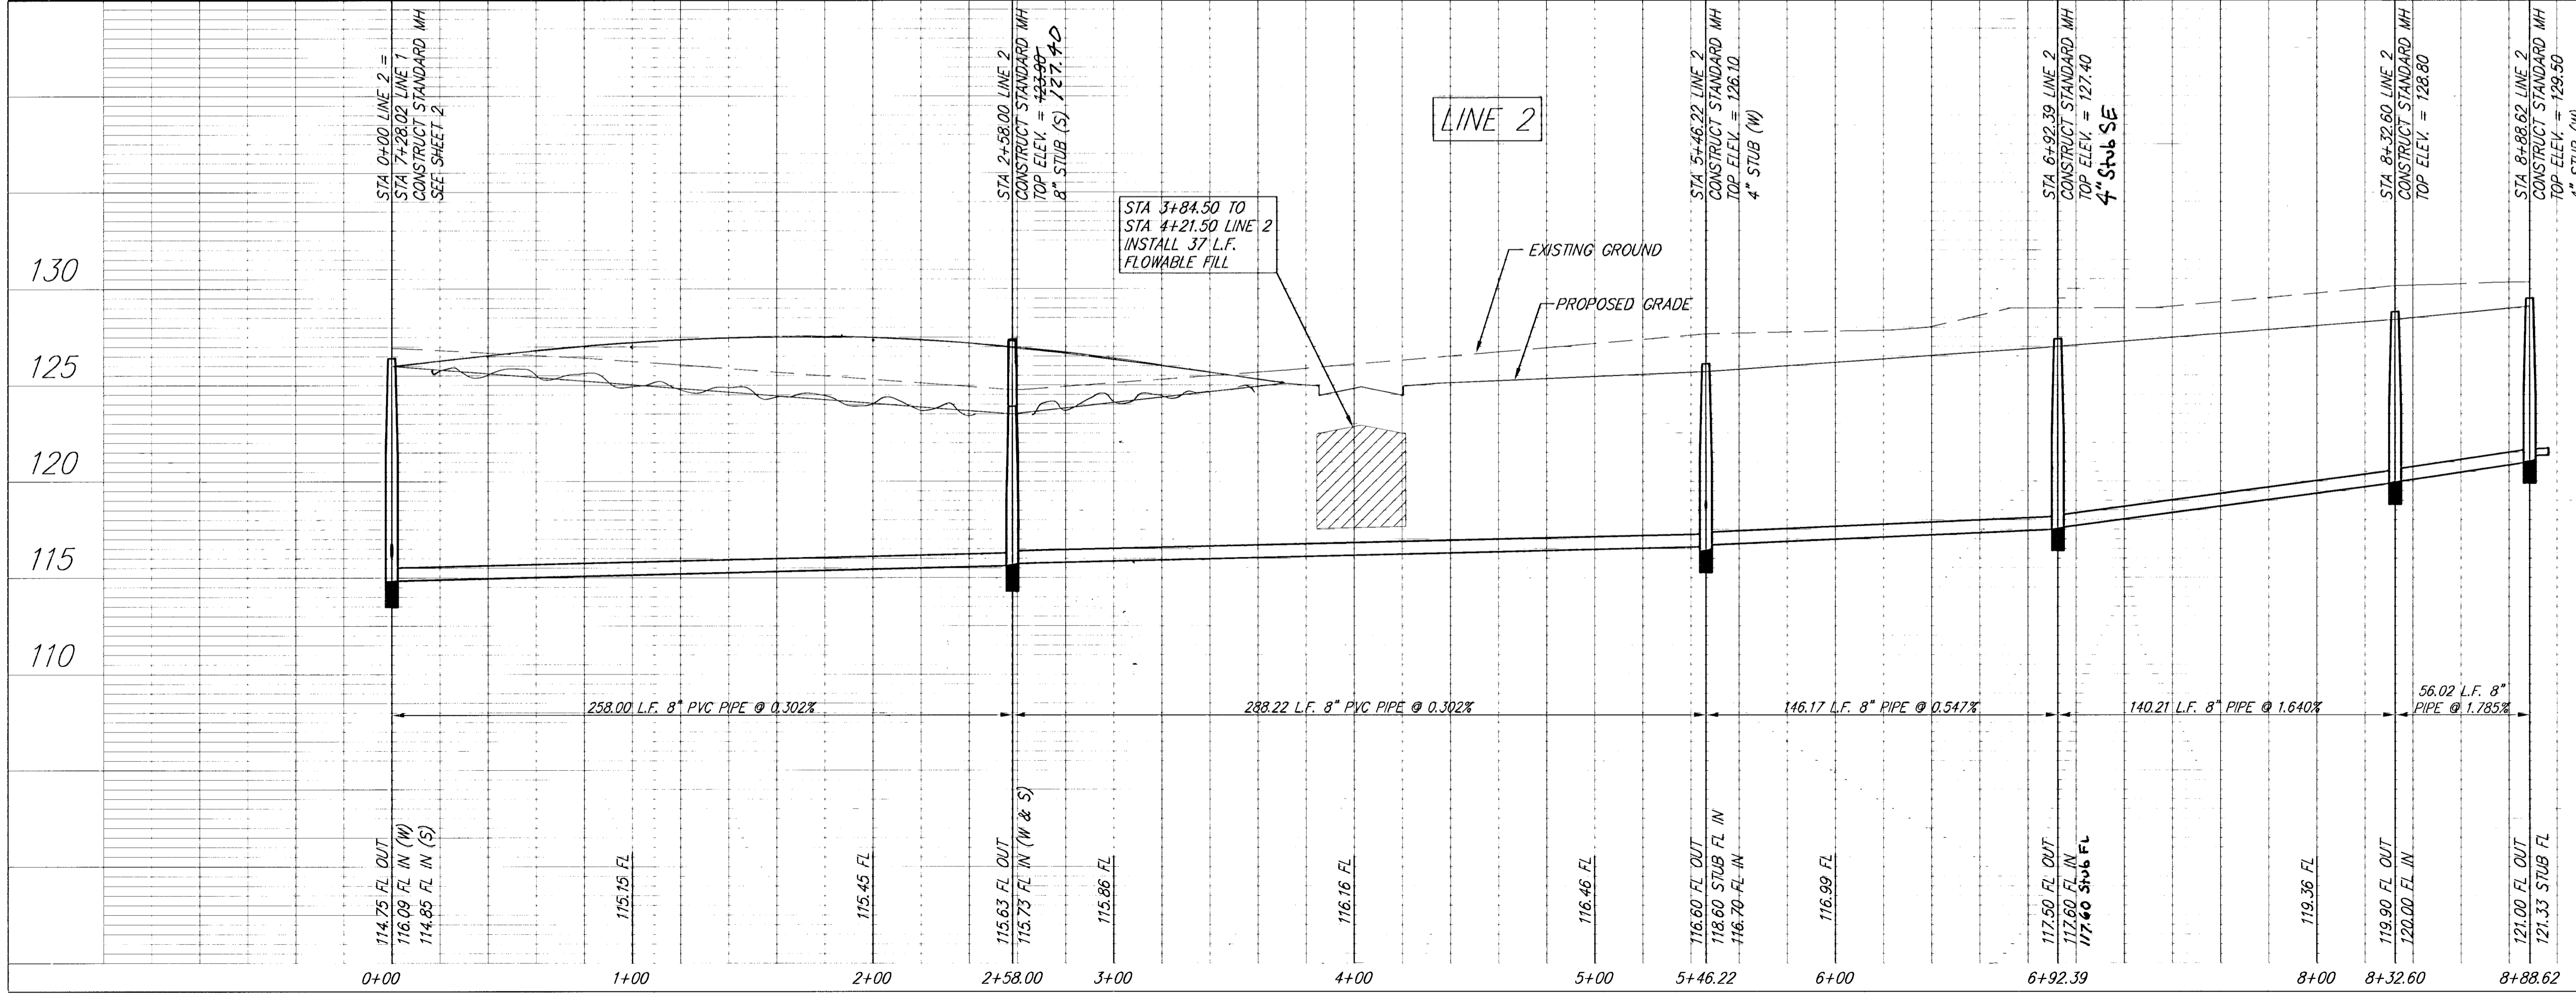 STA 0+00 LINE 2 =
STA 7+28.02 LINE 1
CONSTRUCT STANDARD MH
SEE SHEET 2
STA 2+58.00 LINE 2
CONSTRUCT STANDARD MH
TOP ELEV. = 123.90 127.40
8" STUB (S)
STA 5+46.22 LINE 2
CONSTRUCT STANDARD MH
TOP ELEV. = 126.10
4" STUB (W)
STA 6+92.39 LINE 2
CONSTRUCT STANDARD MH
TOP ELEV. = 127.40
4" Stub SE
STA 8+32.60 LINE 2
CONSTRUCT STANDARD MH
TOP ELEV. = 128.80
STA 8+88.62 LINE 2
CONSTRUCT STANDARD MH
TOP ELEV. = 129.50
4" STUB (W)
LINE 2
STA 3+84.50 TO
STA 4+21.50 LINE 2
INSTALL 37 L.F.
FLOWABLE FILL
EXISTING GROUND
PROPOSED GRADE
130
125
120
115
110
258.00 L.F. 8" PVC PIPE @ 0.302%
288.22 L.F. 8" PVC PIPE @ 0.302%
146.17 L.F. 8" PIPE @ 0.547%
140.21 L.F. 8" PIPE @ 1.640%
56.02 L.F. 8"
PIPE @ 1.785%
114.75 FL OUT
116.09 FL IN (W)
114.85 FL IN (S)
115.15 FL
115.45 FL
115.63 FL OUT
115.73 FL IN (W & S)
115.86 FL
116.16 FL
116.46 FL
116.60 FL OUT
118.60 STUB FL IN
116.70 FL IN
116.99 FL
117.50 FL OUT
117.60 FL IN
117.60 Stub FL
119.36 FL
119.90 FL OUT
120.00 FL IN
121.00 FL OUT
121.33 STUB FL
0+00
1+00
2+00
2+58.00
3+00
4+00
5+00
5+46.22
6+00
6+92.39
8+00
8+32.60
8+88.62